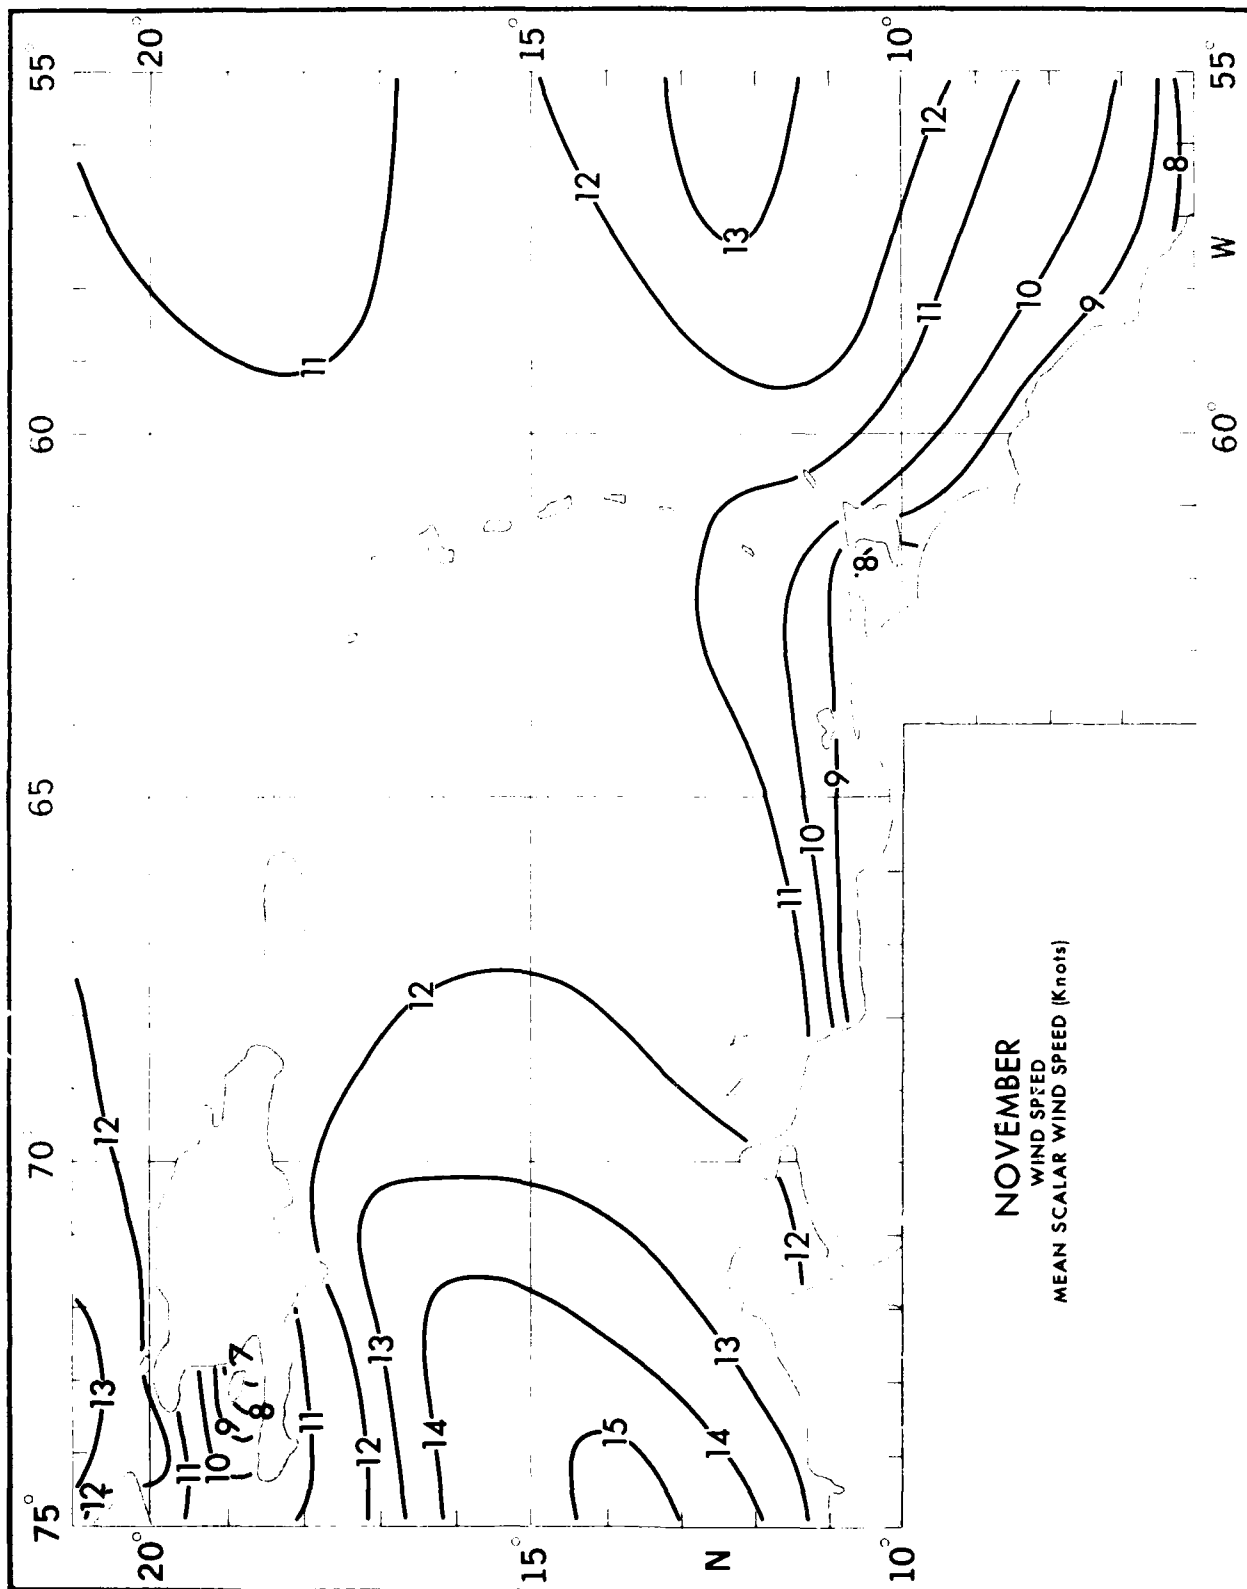 75° 70° 65 60 55°
12 13 12
20° 20°
11
10 9 8 7
11 11
12 13
14 12
15° 15°
12
15
N 14 13 13
12 11
10 9 8
10° 10°
11 12
NOVEMBER
WIND SPEED
10
MEAN SCALAR WIND SPEED (Knots)
9
8
60° W 55°